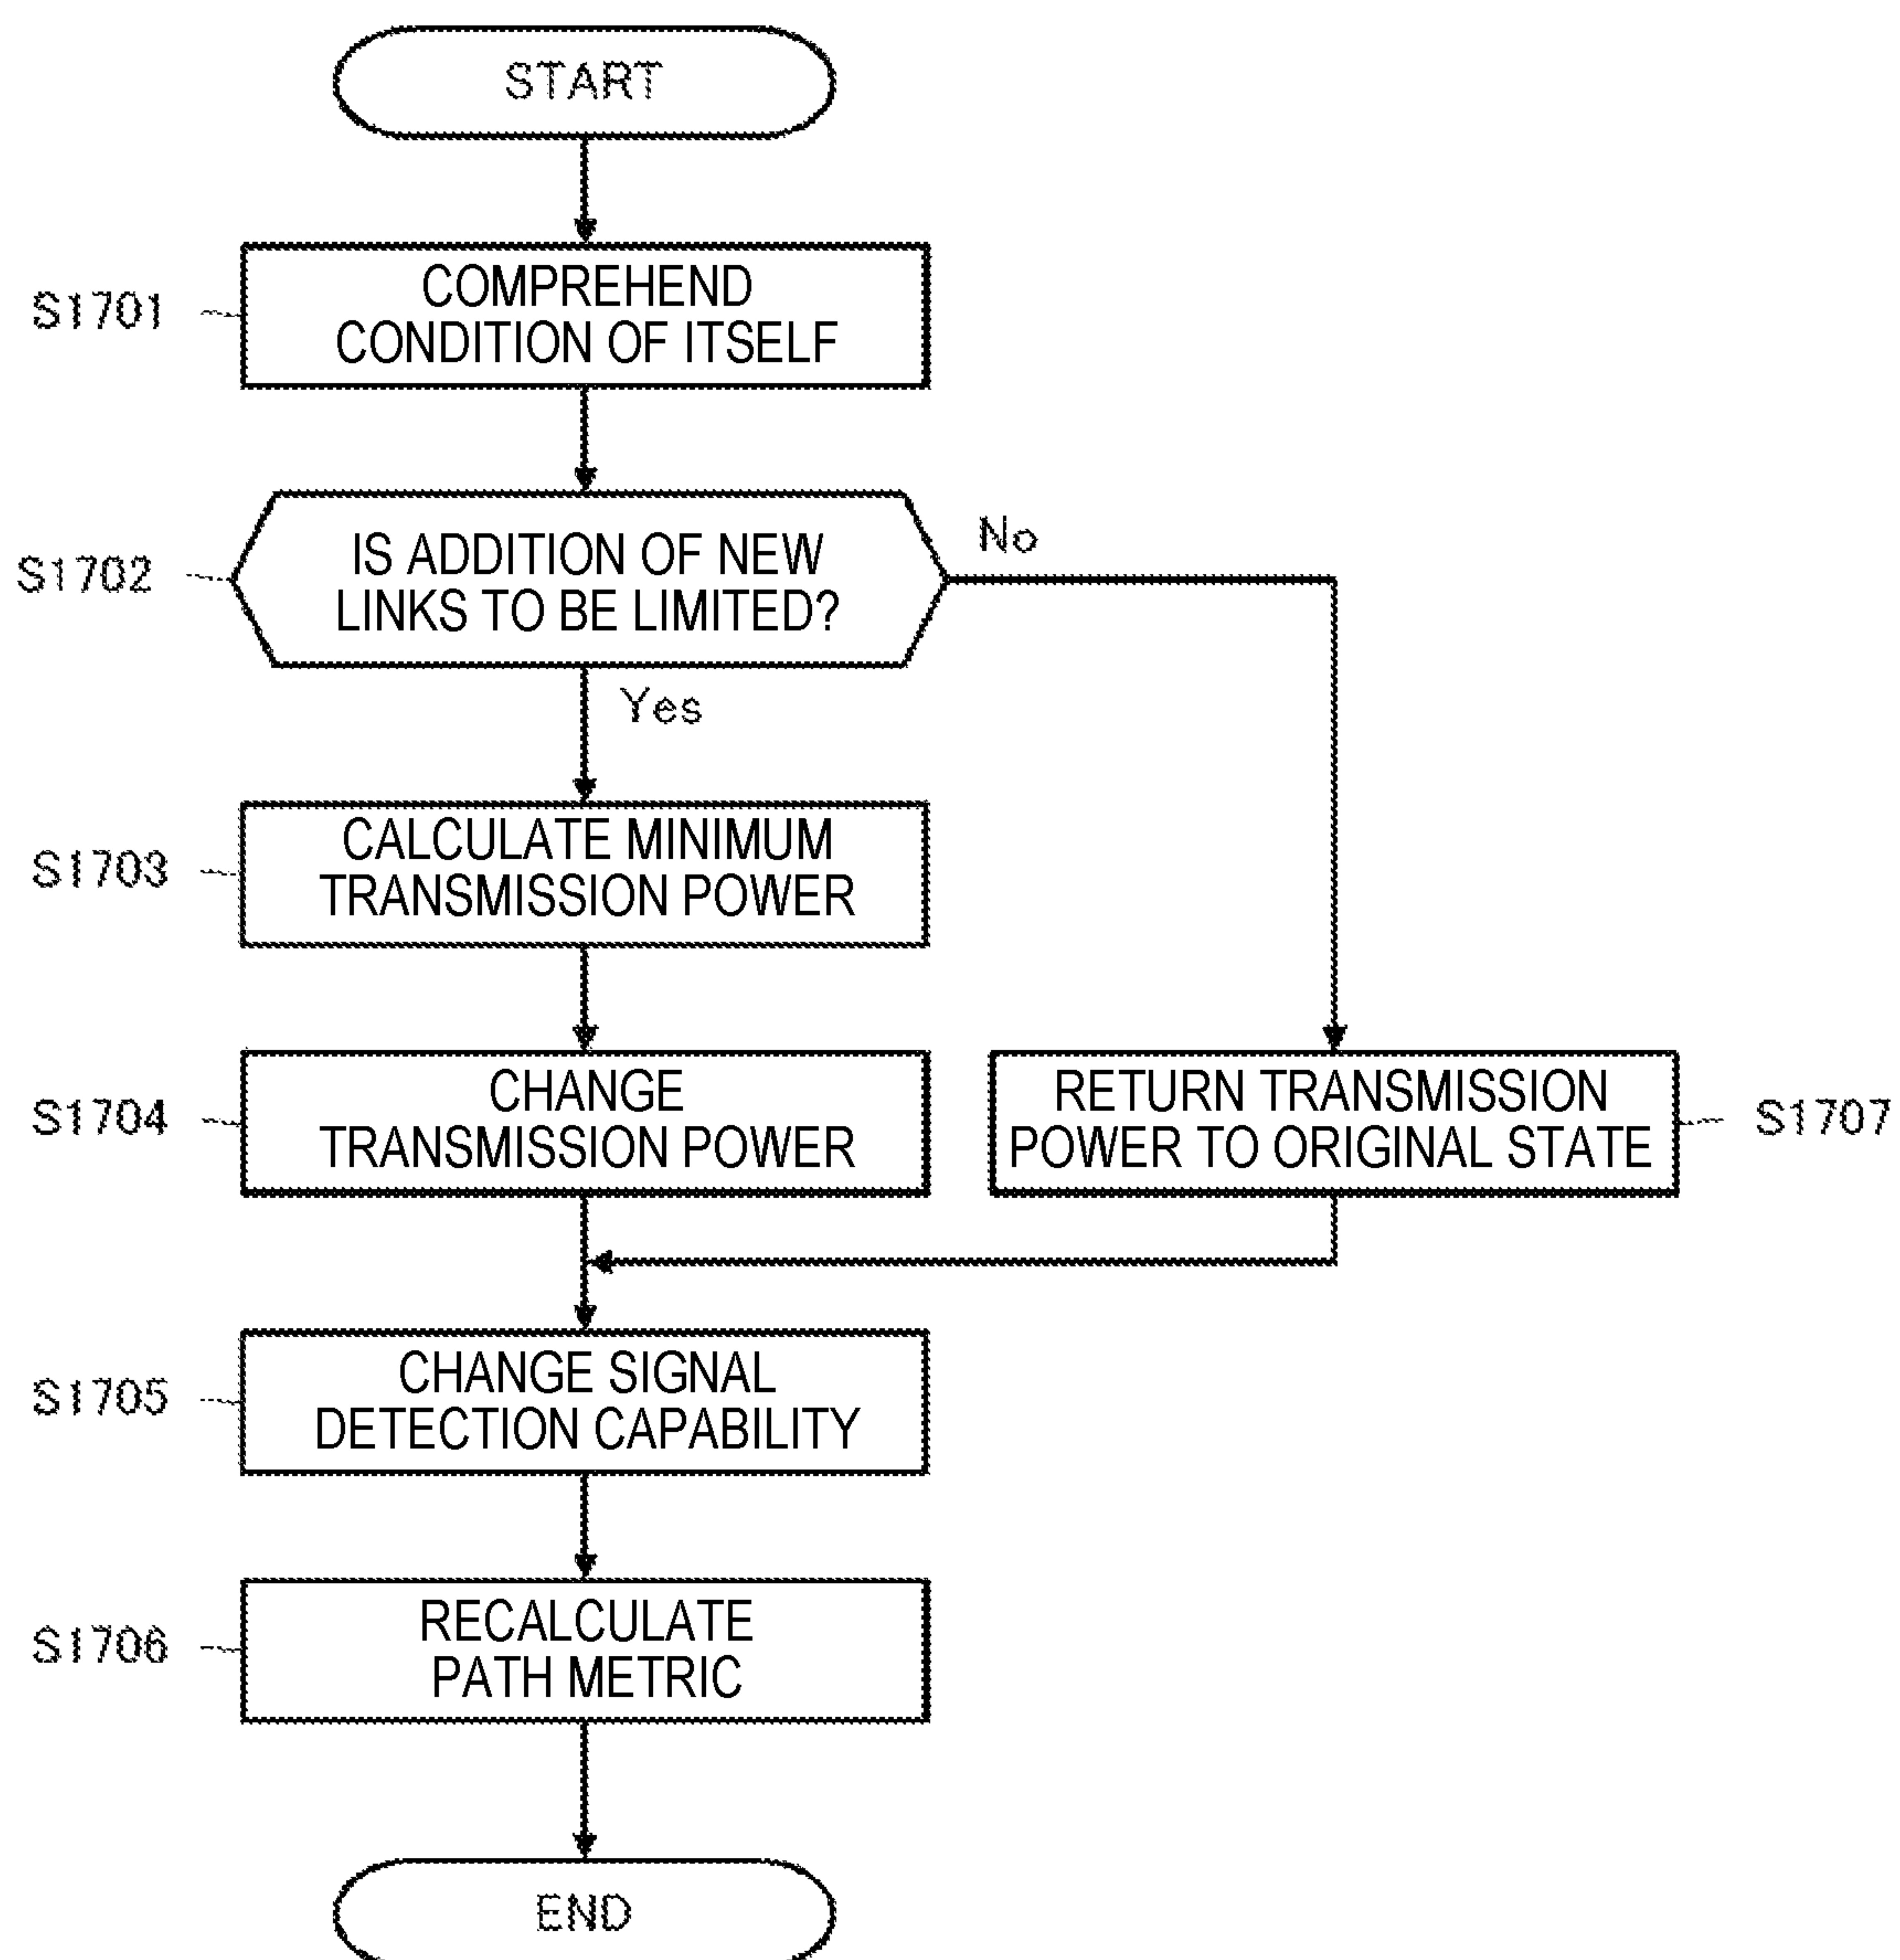 START
S1701
COMPREHEND
CONDITION OF ITSELF
S1702
IS ADDITION OF NEW
LINKS TO BE LIMITED?
No
Yes
S1703
CALCULATE MINIMUM
TRANSMISSION POWER
S1704
CHANGE
TRANSMISSION POWER
RETURN TRANSMISSION
POWER TO ORIGINAL STATE
S1707
S1705
CHANGE SIGNAL
DETECTION CAPABILITY
S1706
RECALCULATE
PATH METRIC
END